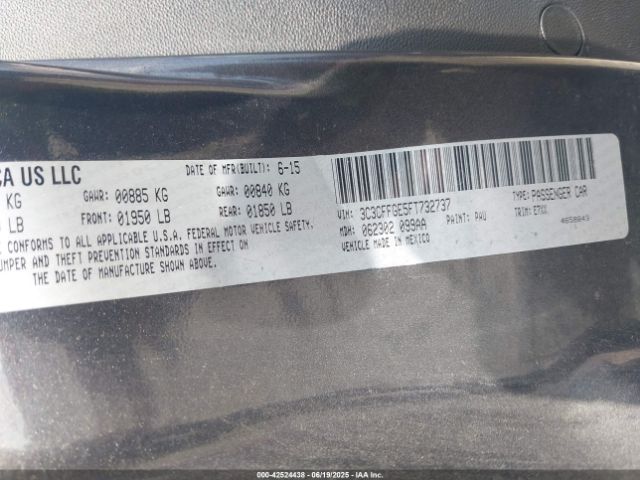 CA US LLC
DATE OF MFR(BUILT): 6-15
KG GAWR: 00885 KG GAWR: 00840 KG
LB FRONT: 01950 LB REAR: 01850 LB
CONFORMS TO ALL APPLICABLE U.S.A. FEDERAL MOTOR VEHICLE SAFETY,
UMPER AND THEFT PREVENTION STANDARDS IN EFFECT ON
THE DATE OF MANUFACTURE SHOWN ABOVE.
VIN: 3C3CFFGE5FT732737 TYPE: PASSENGER CAR
MDH: 062302 099AA PAINT: PAU TRIM: E7XX
VEHICLE MADE IN MEXICO 4658843
000-42524438 - 06/19/2025 - IAA Inc.